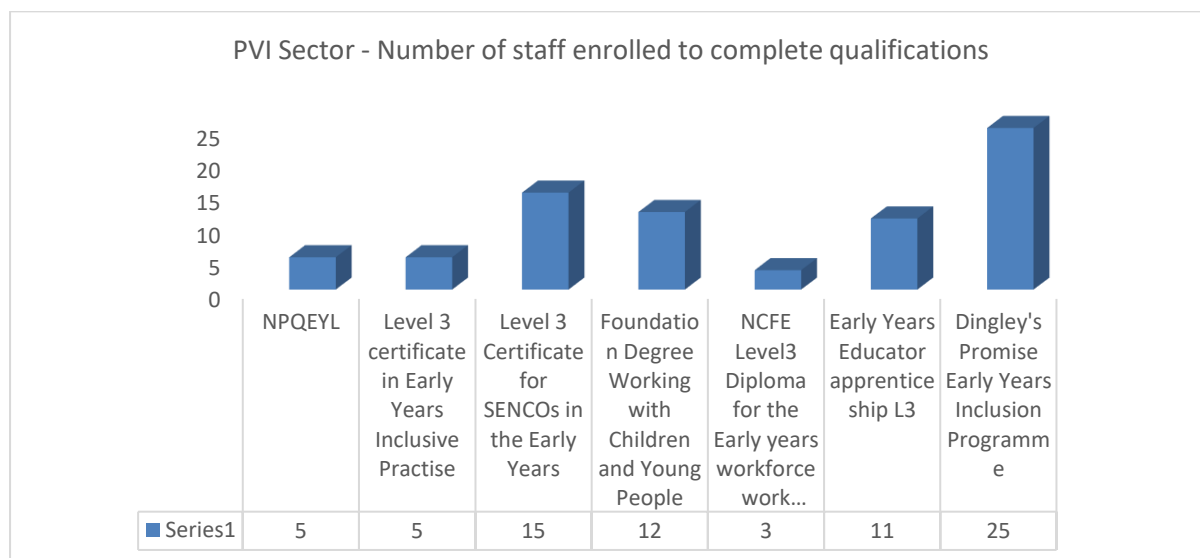 PVI Sector - Number of staff enrolled to complete qualifications
25
20
15
10
5
0
NPQEYL
Level 3
certificate
in Early
Years
Inclusive
Practise
Level 3
Certificate
for
SENCOs in
the Early
Years
Foundatio
n Degree
Working
with
Children
and Young
People
NCFE
Level3
Diploma
for the
Early years
workforce
work...
Early Years
Educator
apprentice
ship L3
Dingley's
Promise
Early Years
Inclusion
Programm
e
Series1 5 5 15 12 3 11 25